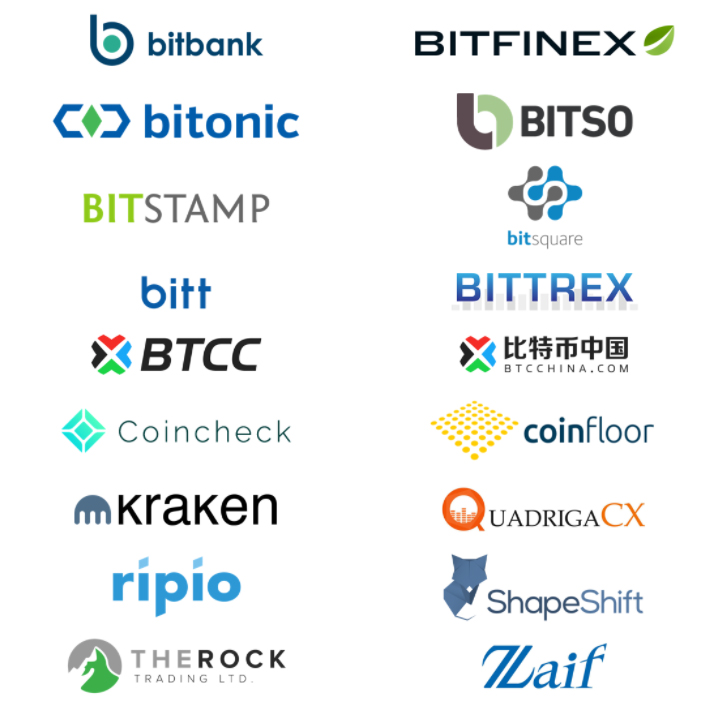 bitbank
BITFINEX
bitonic
BITSO
BITSTAMP
bitsquare
bitt
BITTREX
BTCC
比特币中国
BTCCHINA.COM
Coincheck
coinfloor
kraken
QUADRIGACX
ripio
ShapeShift
THEROCK
TRADING LTD.
Zaif